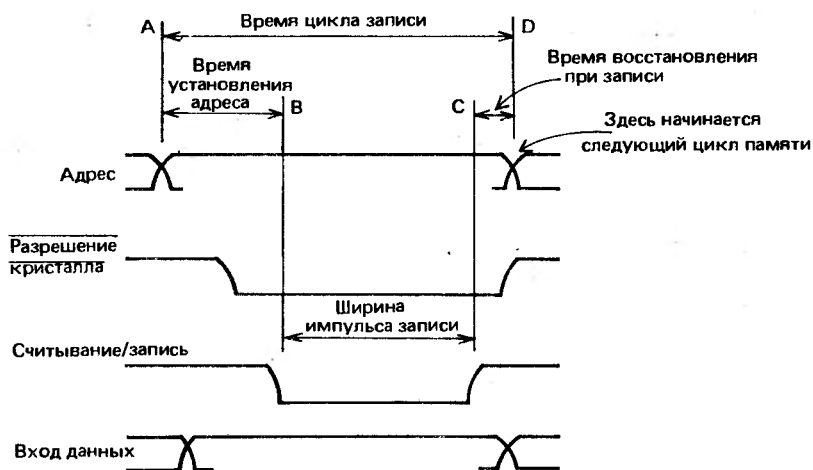 A
Время цикла записи
D
Время
установления
адреса
B
C
Время восстановления
при записи
Здесь начинается
следующий цикл памяти
Адрес
Разрешение
кристалла
Ширина
импульса записи
Считывание/запись
Вход данных